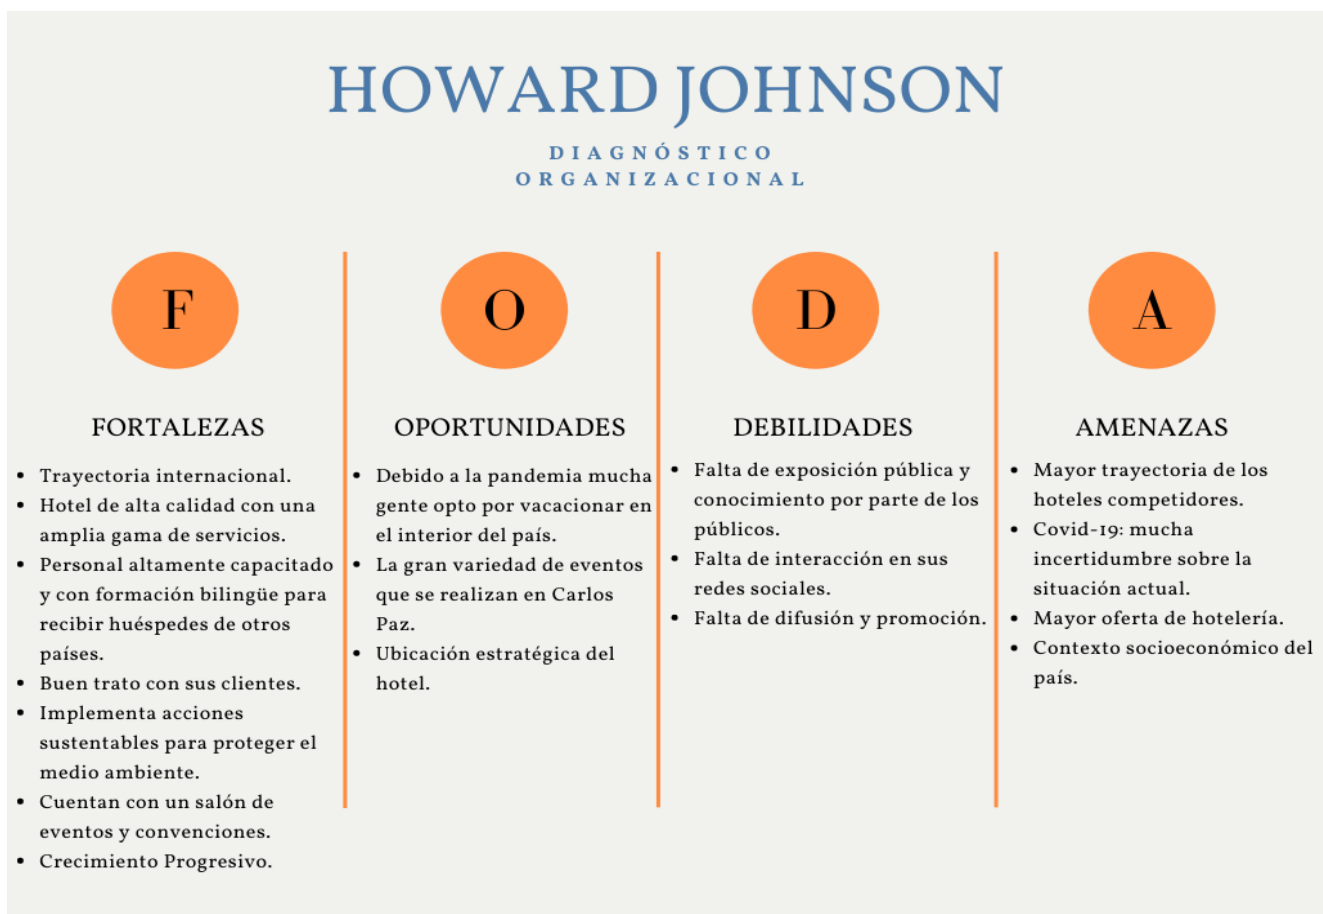 HOWARD JOHNSON
DIAGNÓSTICO
ORGANIZACIONAL
F
FORTALEZAS
• Trayectoria internacional.
• Hotel de alta calidad con una
amplia gama de servicios.
• Personal altamente capacitado
y con formación bilingüe para
recibir huéspedes de otros
países.
• Buen trato con sus clientes.
• Implementa acciones
sustentables para proteger el
medio ambiente.
• Cuentan con un salón de
eventos y convenciones.
• Crecimiento Progresivo.
O
OPORTUNIDADES
• Debido a la pandemia mucha
gente opto por vacacionar en
el interior del país.
• La gran variedad de eventos
que se realizan en Carlos
Paz.
• Ubicación estratégica del
hotel.
D
DEBILIDADES
• Falta de exposición pública y
conocimiento por parte de los
públicos.
• Falta de interacción en sus
redes sociales.
• Falta de difusión y promoción.
A
AMENAZAS
• Mayor trayectoria de los
hoteles competidores.
• Covid-19: mucha
incertidumbre sobre la
situación actual.
• Mayor oferta de hotelería.
• Contexto socioeconómico del
país.